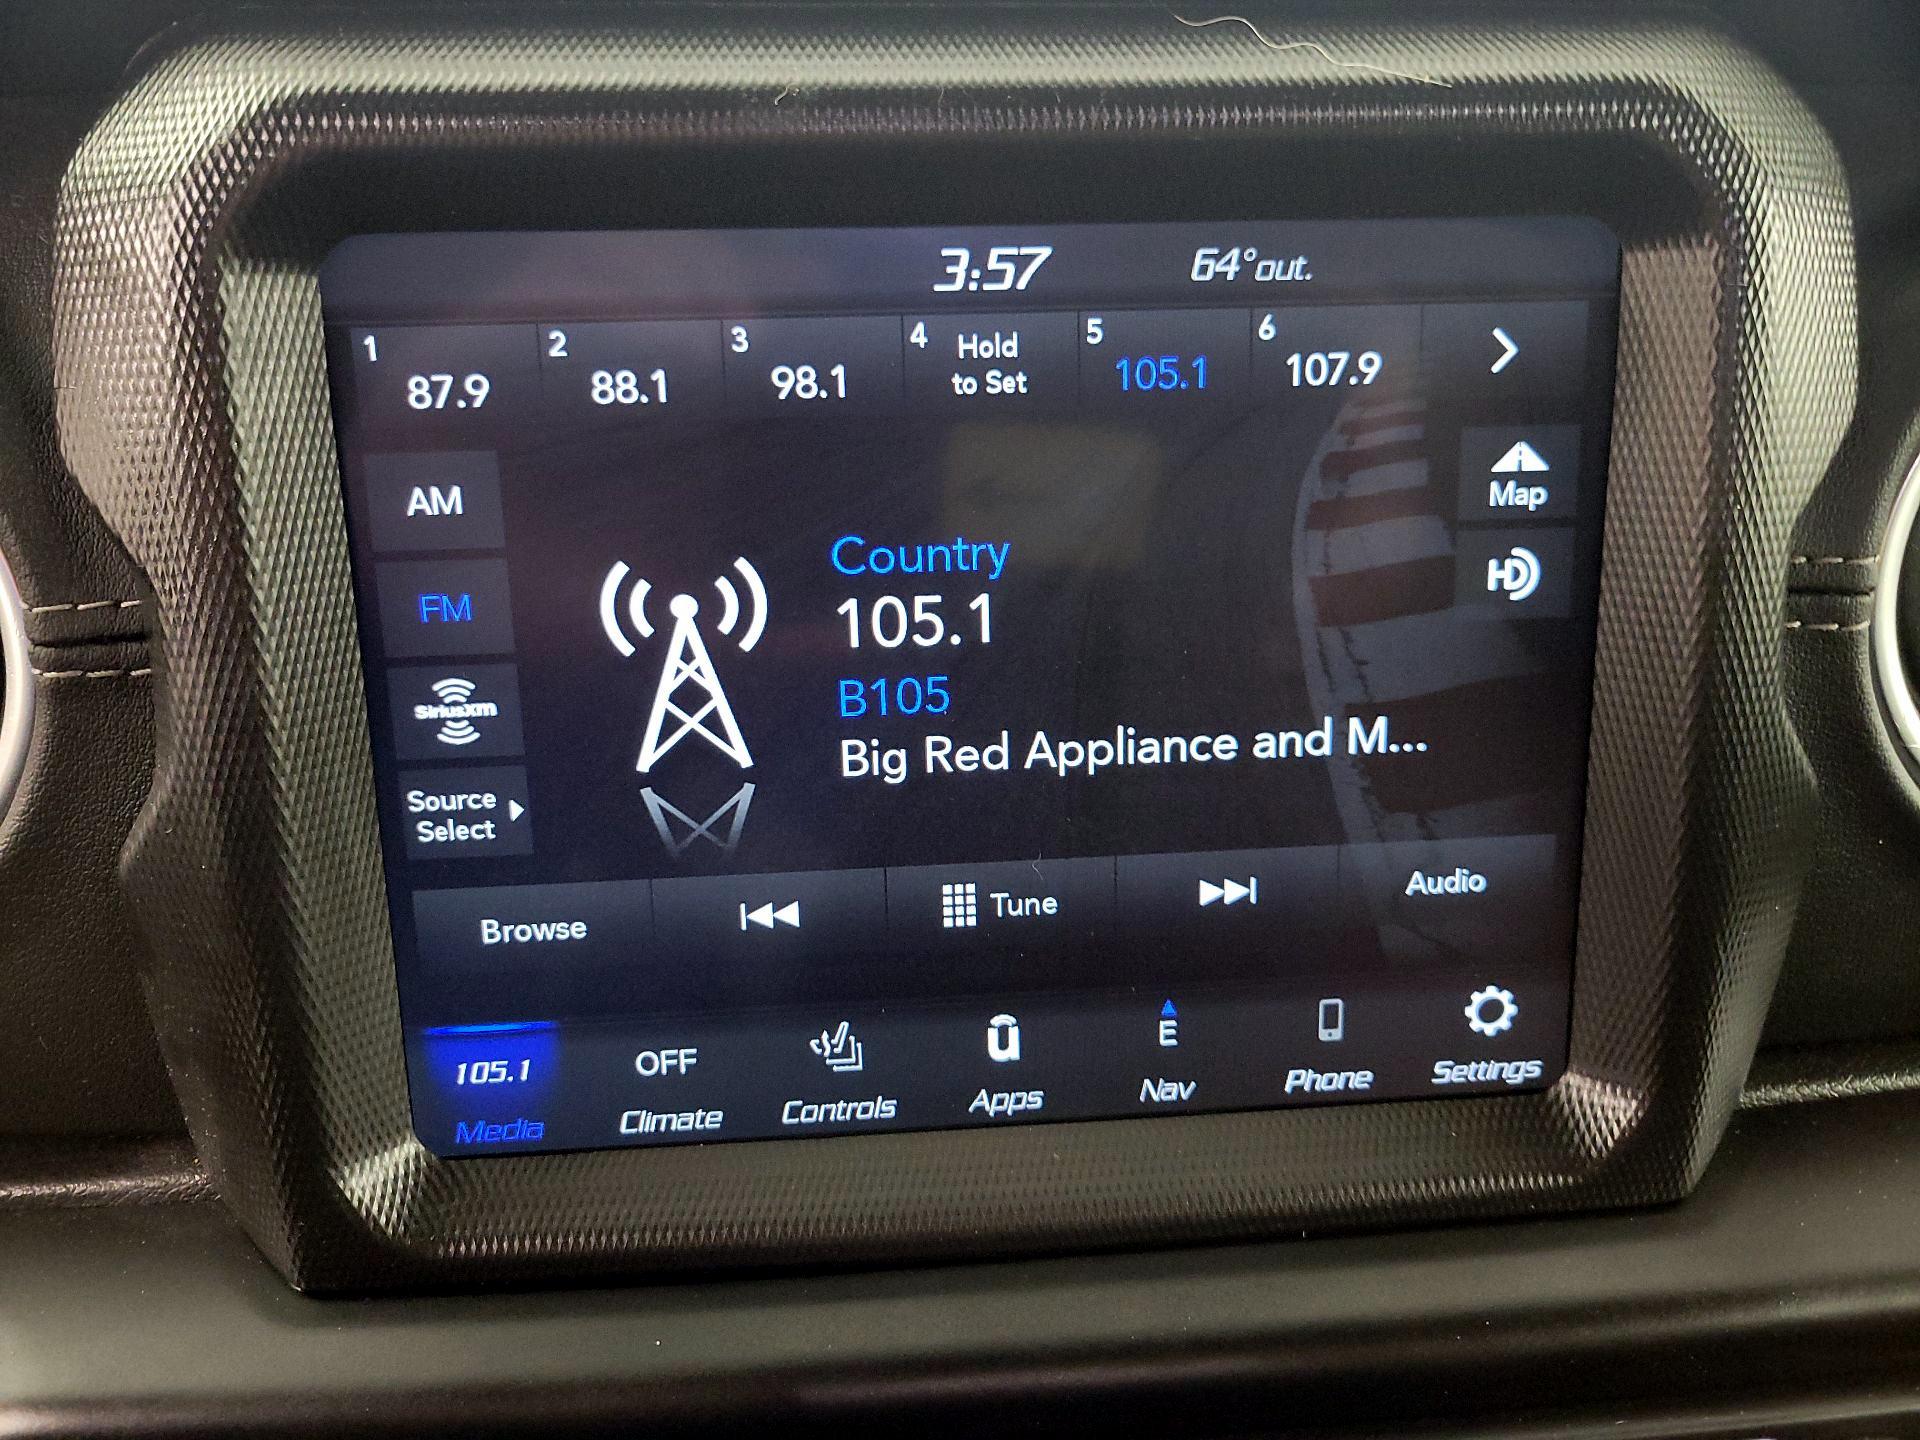 3:57 64°out.
1 2 3 4 Hold 5 6
87.9 88.1 98.1 to Set 105.1 107.9
AM
Map
FM
HD
Country
105.1
B105
Big Red Appliance and M...
SiriusXM
Source
Select
Browse Tune Audio
105.1 OFF u E
Media Climate Controls Apps Nav Phone Settings